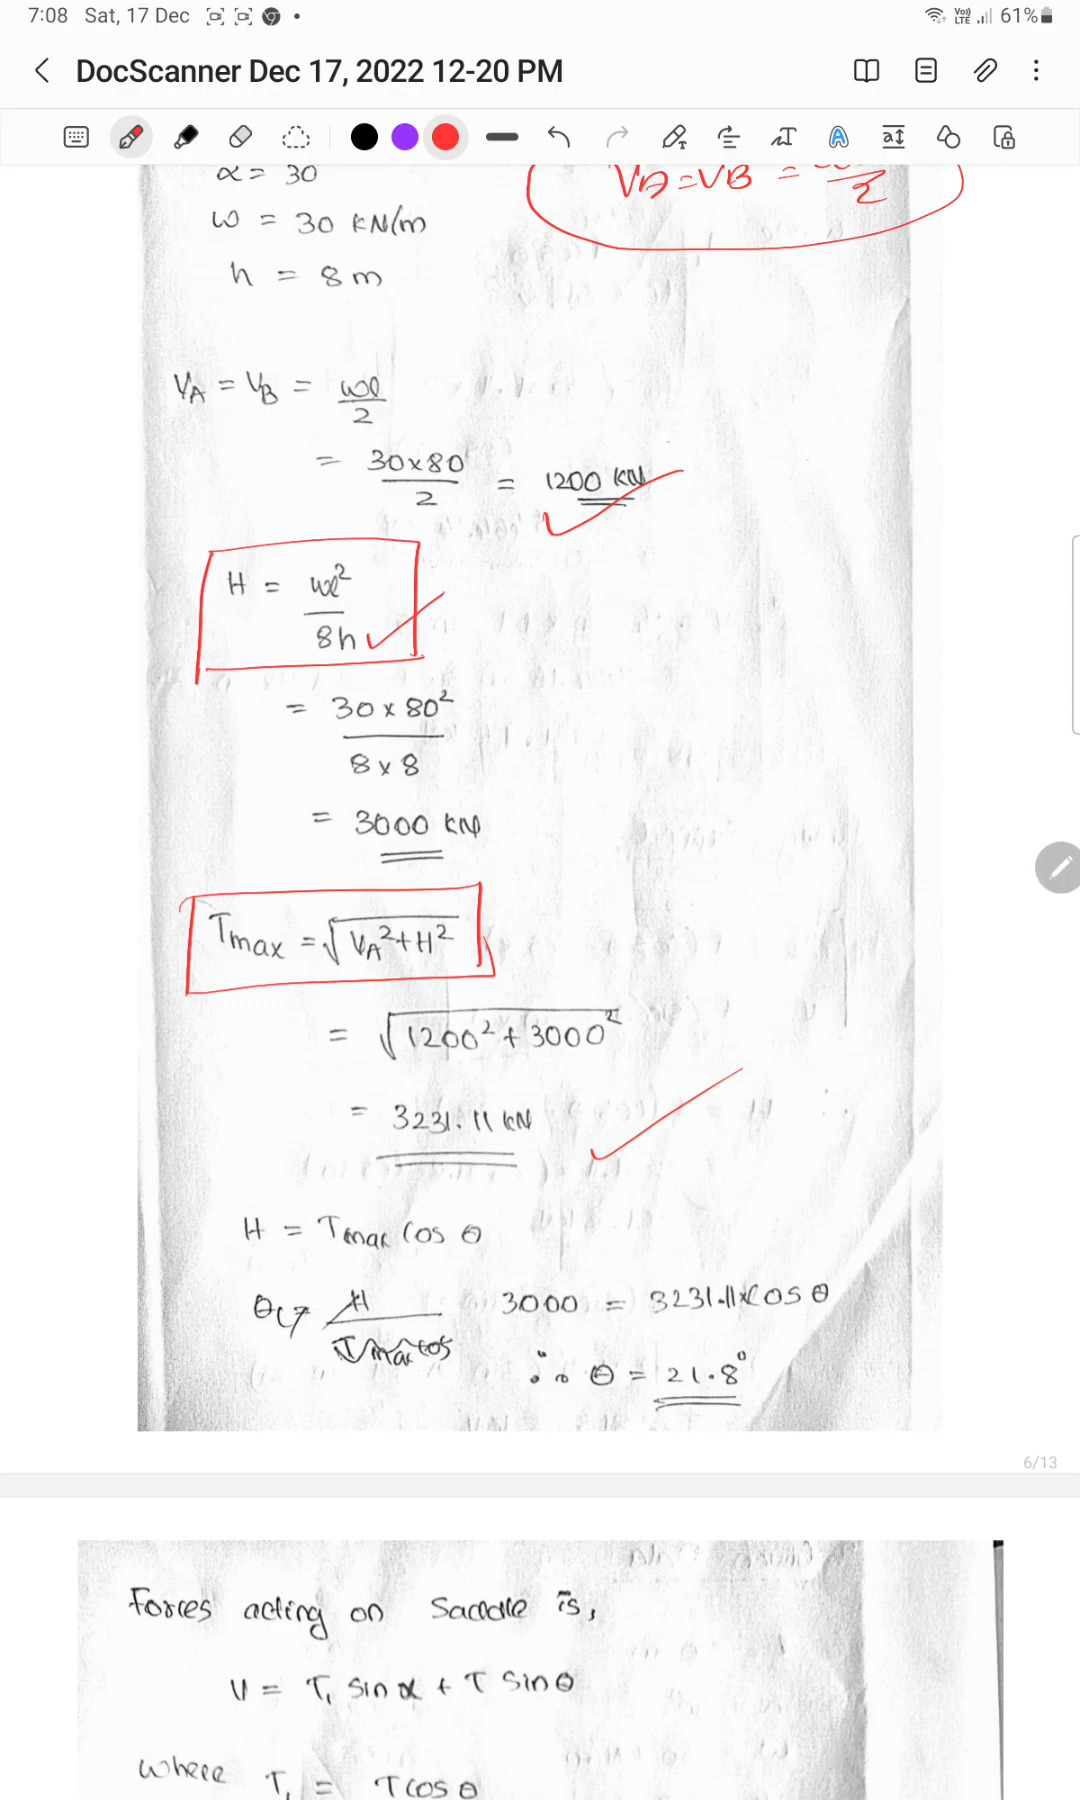 7:08 Sat, 17 Dec 61%
DocScanner Dec 17, 2022 12-20 PM
α = 30
VA = VB = 2
w = 30 KN/m
h = 8 m
VA = VB = wl/2
= 30 x 80/2 = 1200 KN
H = wl²/8h
= 30 x 80²/8 x 8
= 3000 kN
Tmax = √VA² + H²
= √1200² + 3000²
= 3231.11 kN
H = Tmax Cos θ
3000 = 3231.11 x Cos θ
∴ θ = 21.8°
6/13
Forces acting on Saddle is,
V = T₁ Sin α + T Sin θ
where T₁ = T Cos θ